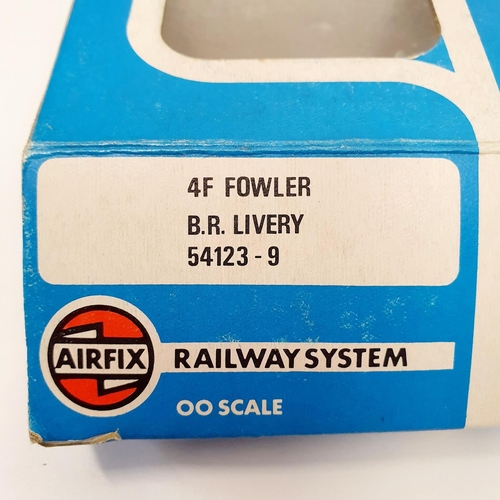 4F FOWLER
B.R. LIVERY
54123 - 9
AIRFIX RAILWAY SYSTEM
OO SCALE